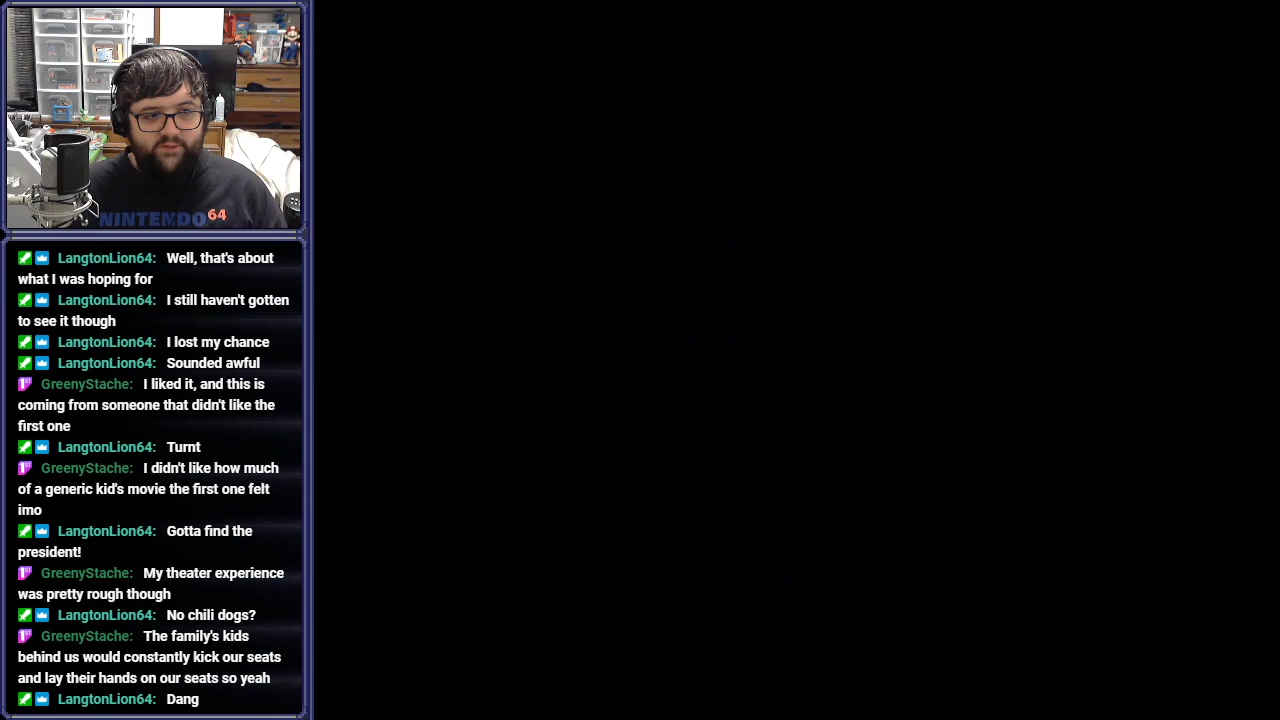 NINTENDO 64
LangtonLion64: Well, that's about
what I was hoping for
LangtonLion64: I still haven't gotten
to see it though
LangtonLion64: I lost my chance
LangtonLion64: Sounded awful
GreenyStache: I liked it, and this is
coming from someone that didn't like the
first one
LangtonLion64: Turnt
GreenyStache: I didn't like how much
of a generic kid's movie the first one felt
imo
LangtonLion64: Gotta find the
president!
GreenyStache: My theater experience
was pretty rough though
LangtonLion64: No chili dogs?
GreenyStache: The family's kids
behind us would constantly kick our seats
and lay their hands on our seats so yeah
LangtonLion64: Dang